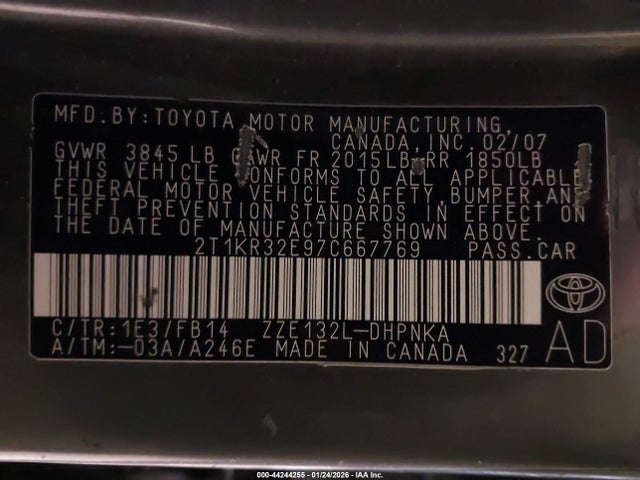 MFD.BY:TOYOTA MOTOR MANUFACTURING,
CANADA, INC. 02/07
GVWR 3845 LB GAWR FR 2015LB RR 1850LB
THIS VEHICLE CONFORMS TO ALL APPLICABLE
FEDERAL MOTOR VEHICLE SAFETY,BUMPER,AND
THEFT PREVENTION STANDARDS IN EFFECT ON
THE DATE OF MANUFACTURE SHOWN ABOVE.
2T1KR32E97C667769 PASS.CAR
C/TR:1E3/FB14 ZZE132L-DHPNKA
A/TM:-03A/A246E MADE IN CANADA 327
AD
000-44244255 - 01/24/2026 - © IAA Inc.